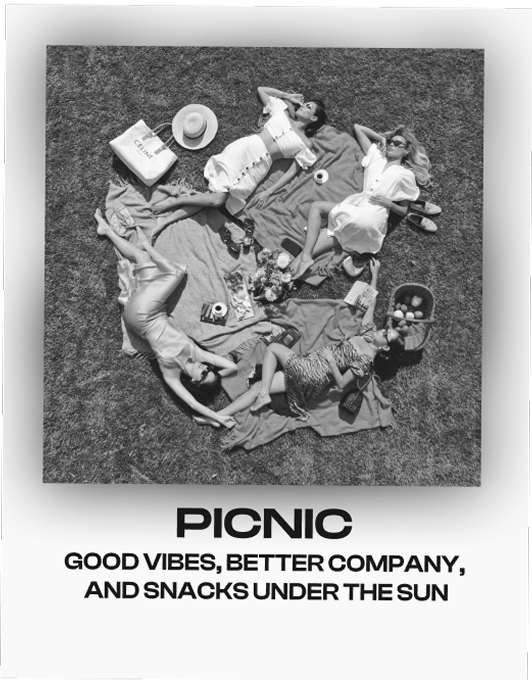 CELINE
PICNIC
GOOD VIBES, BETTER COMPANY,
AND SNACKS UNDER THE SUN